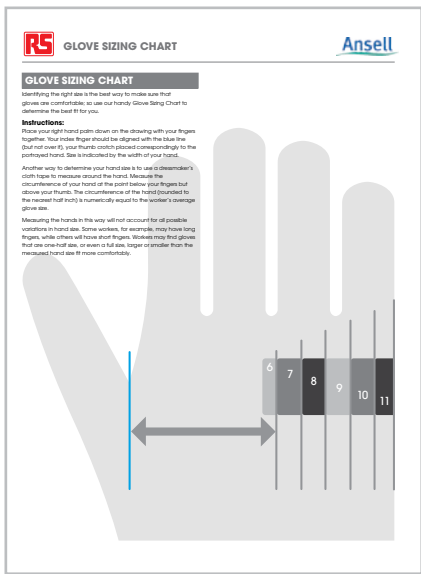 RS
GLOVE SIZING CHART
Ansell
GLOVE SIZING CHART
Identifying the right size is the best way to make sure that
gloves are comfortable; so use our handy Glove Sizing Chart to
determine the best fit for you.
Instructions:
Place your right hand palm down on the drawing with your fingers
together. Your index finger should be aligned with the blue line
(but not over it), your thumb crotch placed correspondingly to the
portrayed hand. Size is indicated by the width of your hand.
Another way to determine your hand size is to use a dressmaker's
cloth tape to measure around the hand. Measure the
circumference of your hand at the point below your fingers but
above your thumb. The circumference of the hand (rounded to
the nearest half inch) is numerically equal to the worker's average
glove size.
Measuring the hands in this way will not account for all possible
variations in hand size. Some workers, for example, may have long
fingers, while others will have short fingers. Workers may find gloves
that are one-half size, or even a full size, larger or smaller than the
measured hand size fit more comfortably.
6
7
8
9
10
11